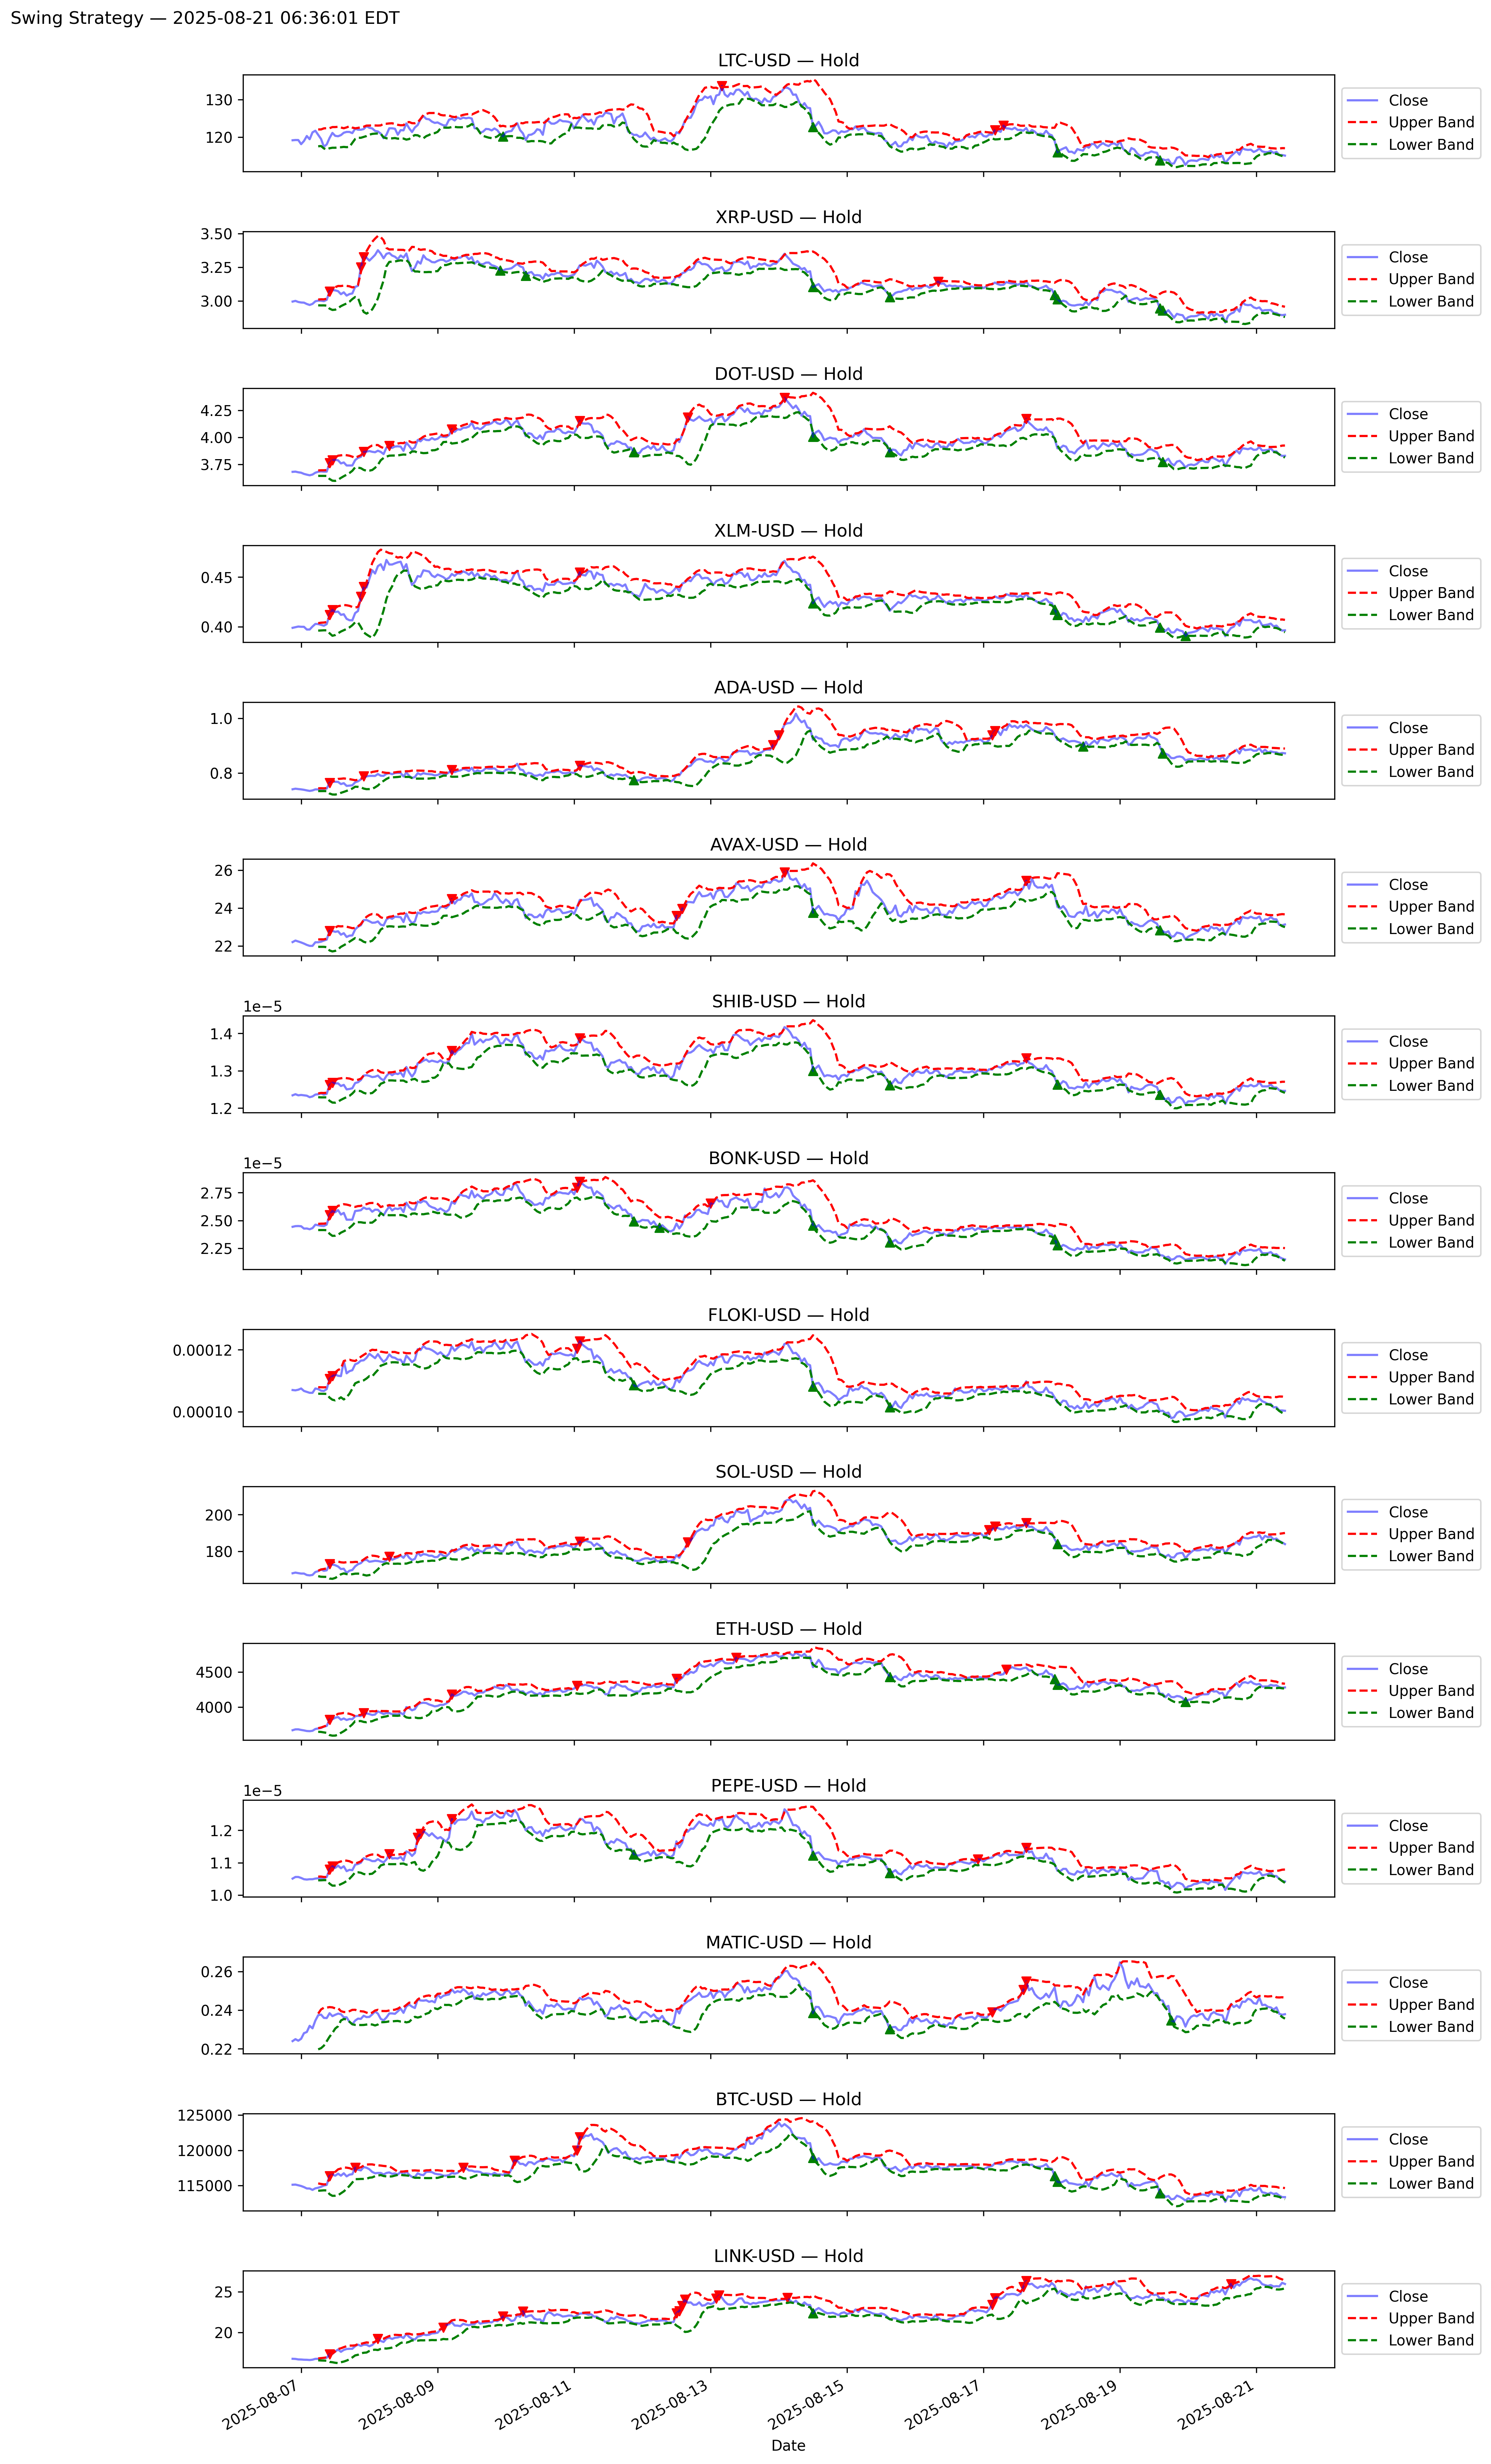 Swing Strategy — 2025-08-21 06:36:01 EDT
LTC-USD — Hold
130
120
Close
Upper Band
Lower Band
XRP-USD — Hold
3.50
3.25
3.00
Close
Upper Band
Lower Band
DOT-USD — Hold
4.25
4.00
3.75
Close
Upper Band
Lower Band
XLM-USD — Hold
0.45
0.40
Close
Upper Band
Lower Band
ADA-USD — Hold
1.0
0.8
Close
Upper Band
Lower Band
AVAX-USD — Hold
26
24
22
Close
Upper Band
Lower Band
SHIB-USD — Hold
1e−5
1.4
1.3
1.2
Close
Upper Band
Lower Band
BONK-USD — Hold
1e−5
2.75
2.50
2.25
Close
Upper Band
Lower Band
FLOKI-USD — Hold
0.00012
0.00010
Close
Upper Band
Lower Band
SOL-USD — Hold
200
180
Close
Upper Band
Lower Band
ETH-USD — Hold
4500
4000
Close
Upper Band
Lower Band
PEPE-USD — Hold
1e−5
1.2
1.1
1.0
Close
Upper Band
Lower Band
MATIC-USD — Hold
0.26
0.24
0.22
Close
Upper Band
Lower Band
BTC-USD — Hold
125000
120000
115000
Close
Upper Band
Lower Band
LINK-USD — Hold
25
20
Close
Upper Band
Lower Band
2025-08-07
2025-08-09
2025-08-11
2025-08-13
2025-08-15
2025-08-17
2025-08-19
2025-08-21
Date